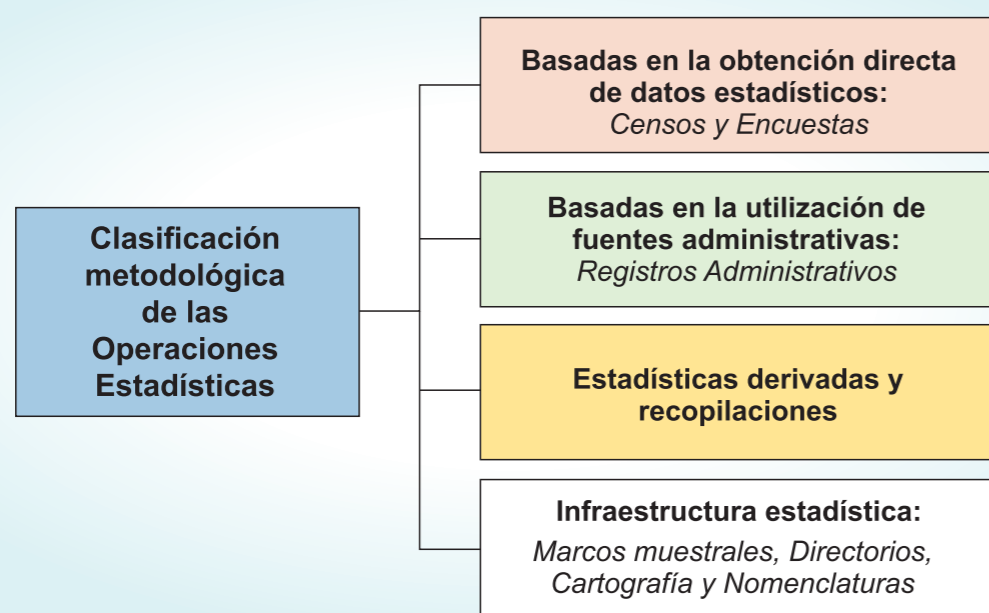 Clasificación
metodológica
de las
Operaciones
Estadísticas
Basadas en la obtención directa
de datos estadísticos:
Censos y Encuestas
Basadas en la utilización de
fuentes administrativas:
Registros Administrativos
Estadísticas derivadas y
recopilaciones
Infraestructura estadística:
Marcos muestrales, Directorios,
Cartografía y Nomenclaturas